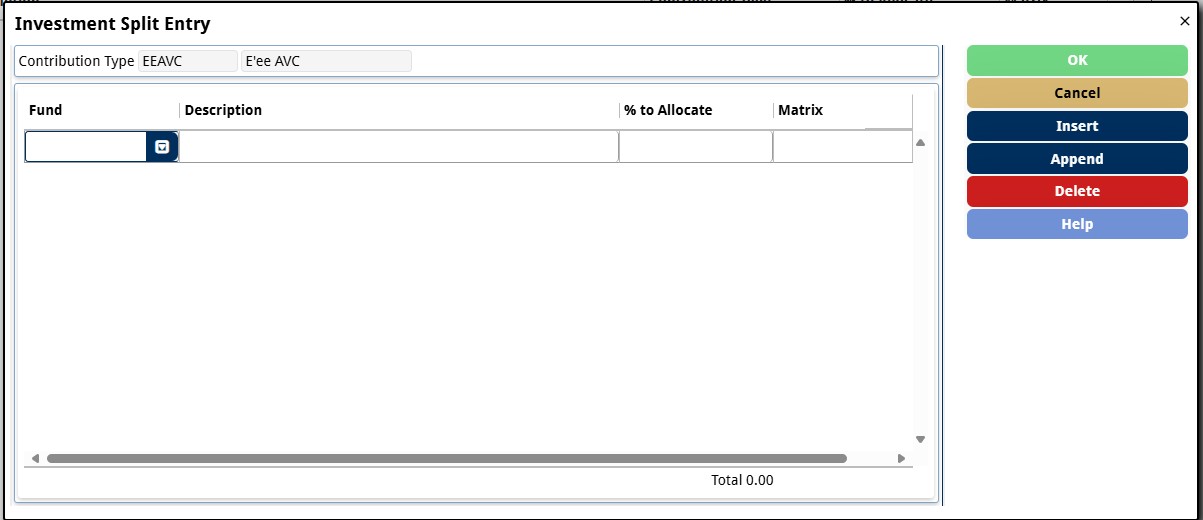 Investment Split Entry
×
Contribution Type EEAVC E'ee AVC
Fund Description % to Allocate Matrix
Total 0.00
OK
Cancel
Insert
Append
Delete
Help